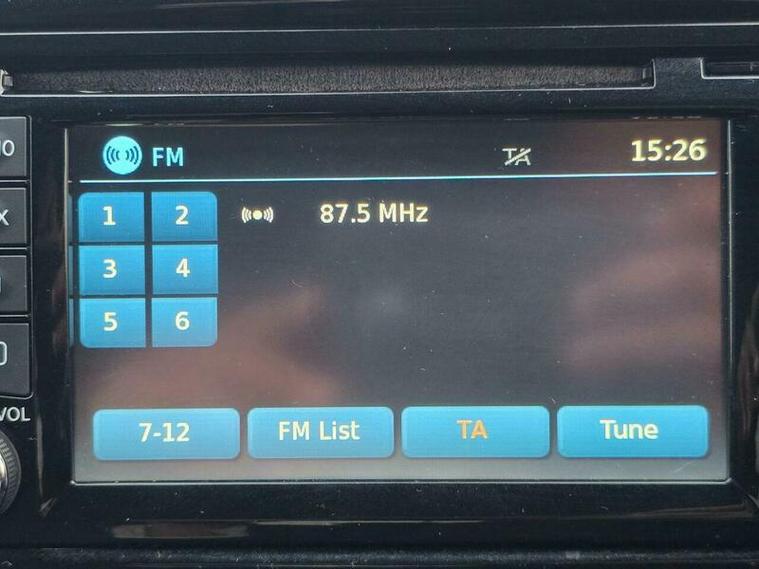 FM TA 15:26
1 2 87.5 MHz
3 4
5 6
VOL
7-12 FM List TA Tune